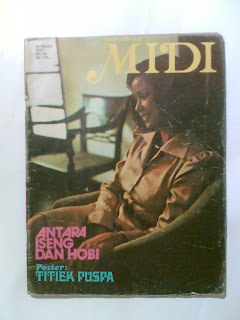 MIDI
ANTARA
ISENG
DAN HOBI
Poster:
TITIEK PUSPA